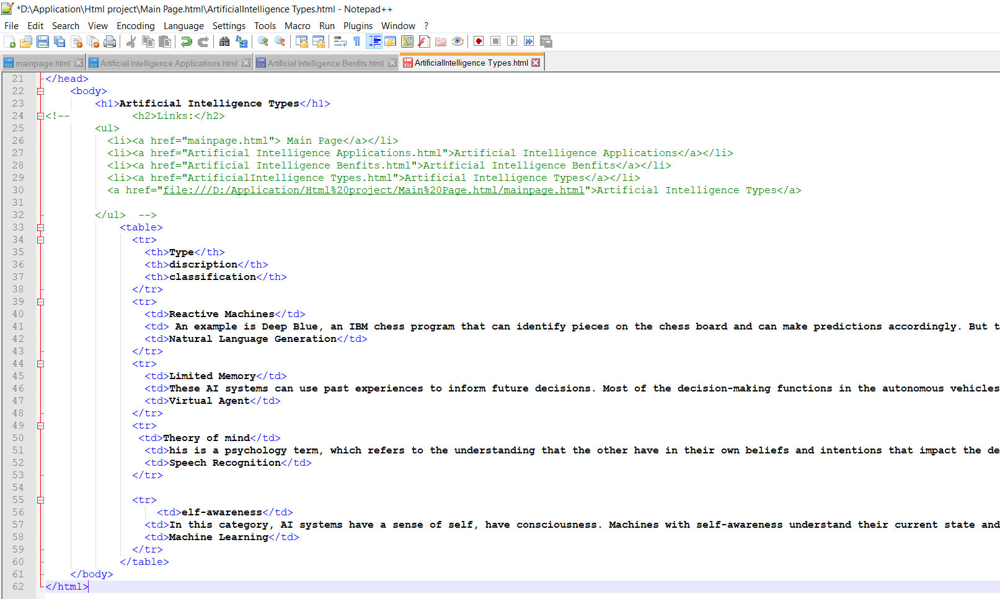 *D:\Application\Html project\Main Page.html\ArtificialIntelligence Types.html - Notepad++
File Edit Search View Encoding Language Settings Tools Macro Run Plugins Window ?
mainpage.html Artificial Intelligence Applications.html Artificial Intelligence Benfits.html ArtificialIntelligence Types.html
21 </head>
22 <body>
23 <h1>Artificial Intelligence Types</h1>
24 <!-- <h2>Links:</h2>
25 <ul>
26 <li><a href="mainpage.html"> Main Page</a></li>
27 <li><a href="Artificial Intelligence Applications.html">Artificial Intelligence Applications</a></li>
28 <li><a href="Artificial Intelligence Benfits.html">Artificial Intelligence Benfits</a></li>
29 <li><a href="ArtificialIntelligence Types.html">Artificial Intelligence Types</a></li>
30 <a href="file:///D:/Application/Html%20project/Main%20Page.html/mainpage.html">Artificial Intelligence Types</a>
31
32 </ul> -->
33 <table>
34 <tr>
35 <th>Type</th>
36 <th>discription</th>
37 <th>classification</th>
38 </tr>
39 <tr>
40 <td>Reactive Machines</td>
41 <td> An example is Deep Blue, an IBM chess program that can identify pieces on the chess board and can make predictions accordingly. But t
42 <td>Natural Language Generation</td>
43 </tr>
44 <tr>
45 <td>Limited Memory</td>
46 <td>These AI systems can use past experiences to inform future decisions. Most of the decision-making functions in the autonomous vehicles
47 <td>Virtual Agent</td>
48 </tr>
49 <tr>
50 <td>Theory of mind</td>
51 <td>his is a psychology term, which refers to the understanding that the other have in their own beliefs and intentions that impact the de
52 <td>Speech Recognition</td>
53 </tr>
54
55 <tr>
56 <td>elf-awareness</td>
57 <td>In this category, AI systems have a sense of self, have consciousness. Machines with self-awareness understand their current state and
58 <td>Machine Learning</td>
59 </tr>
60 </table>
61 </body>
62 </html>